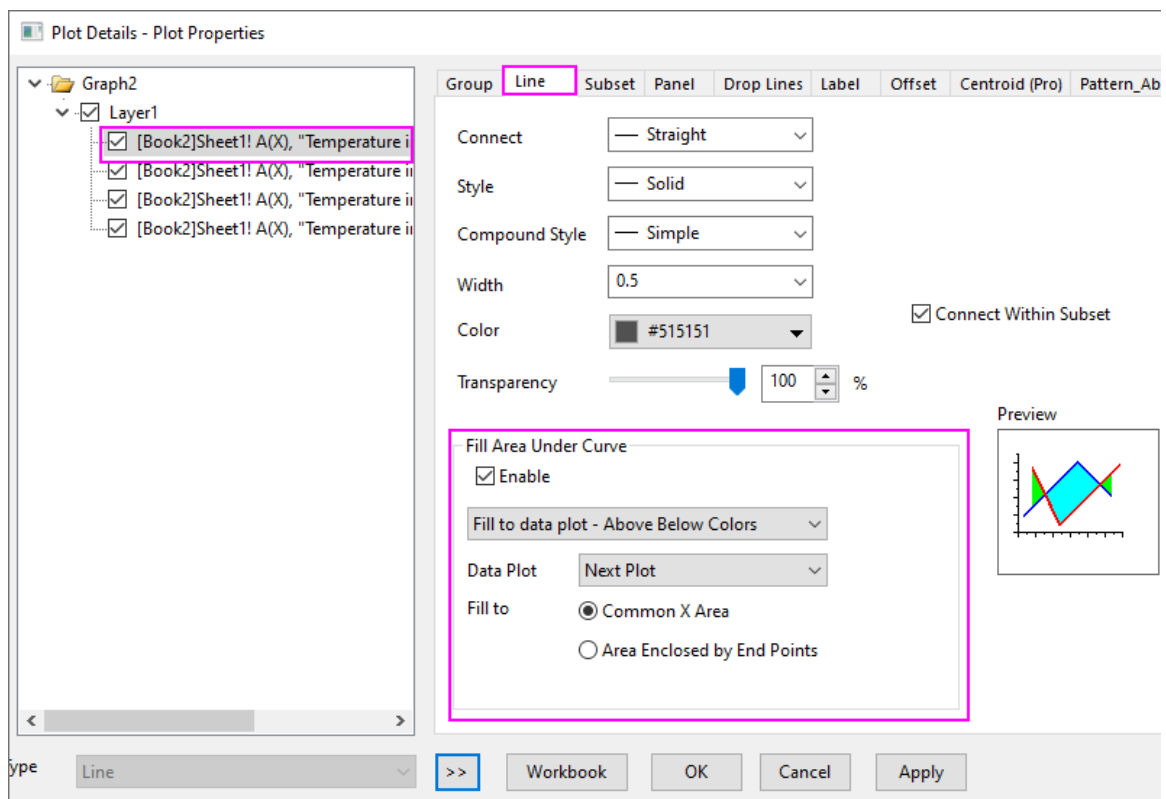 Plot Details - Plot Properties
Graph2
Layer1
[Book2]Sheet1! A(X), "Temperature i
[Book2]Sheet1! A(X), "Temperature i
[Book2]Sheet1! A(X), "Temperature i
[Book2]Sheet1! A(X), "Temperature i
Group Line Subset Panel Drop Lines Label Offset Centroid (Pro) Pattern_Ab
Connect Straight
Style Solid
Compound Style Simple
Width 0.5
Color #515151
Connect Within Subset
Transparency 100 %
Preview
Fill Area Under Curve
Enable
Fill to data plot - Above Below Colors
Data Plot Next Plot
Fill to Common X Area
Area Enclosed by End Points
ype Line >> Workbook OK Cancel Apply